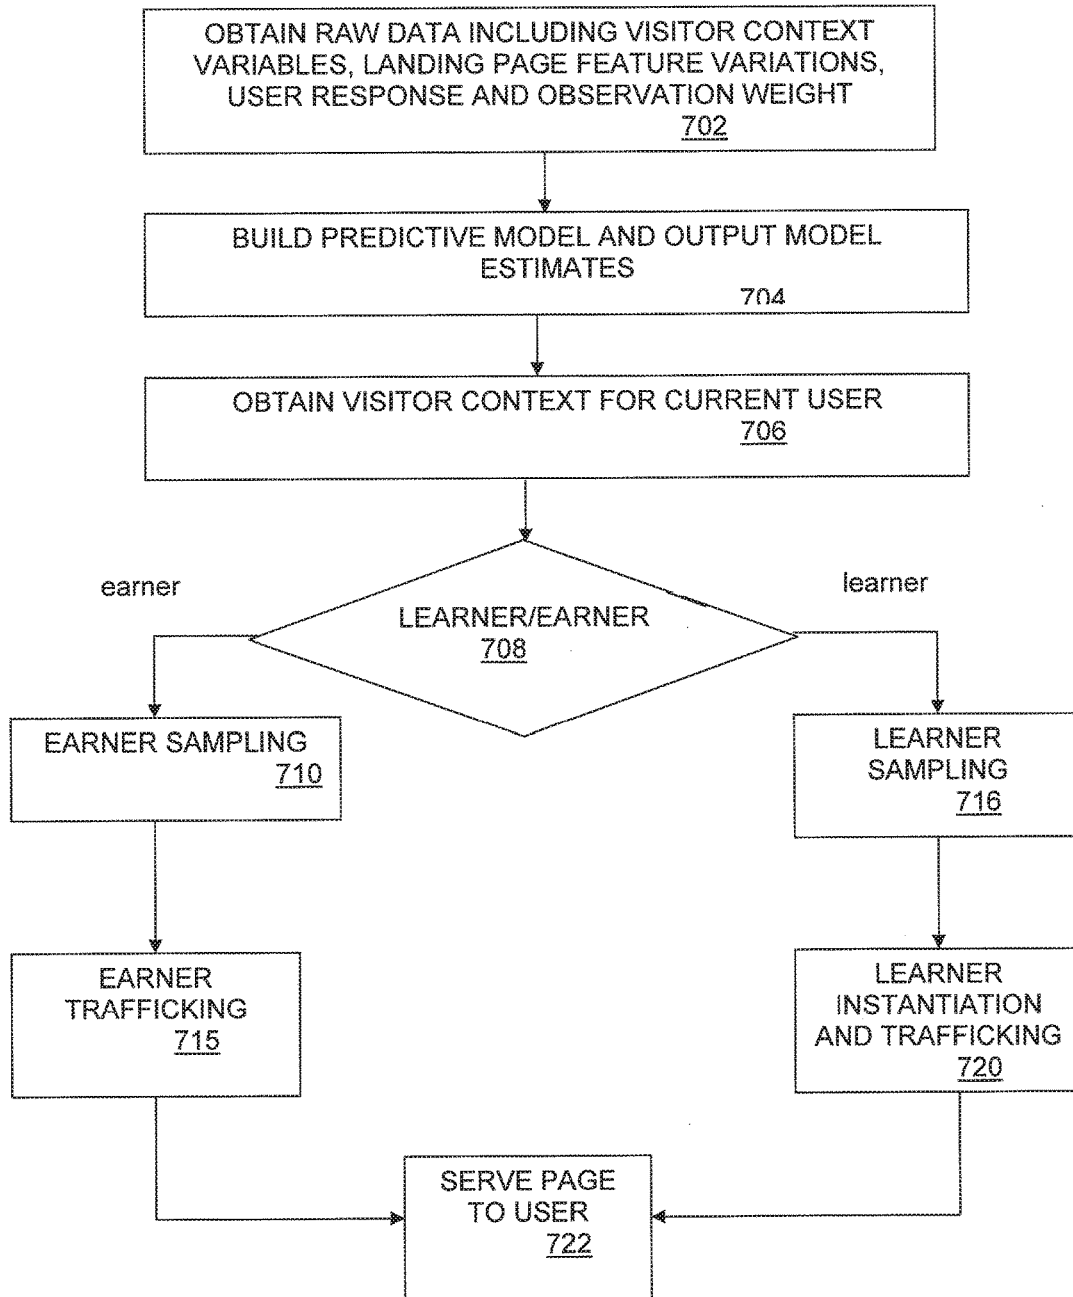 OBTAIN RAW DATA INCLUDING VISITOR CONTEXT
VARIABLES, LANDING PAGE FEATURE VARIATIONS,
USER RESPONSE AND OBSERVATION WEIGHT
702
BUILD PREDICTIVE MODEL AND OUTPUT MODEL
ESTIMATES
704
OBTAIN VISITOR CONTEXT FOR CURRENT USER
706
earner
learner
LEARNER/EARNER
708
EARNER SAMPLING
710
LEARNER
SAMPLING
716
EARNER
TRAFFICKING
715
LEARNER
INSTANTIATION
AND TRAFFICKING
720
SERVE PAGE
TO USER
722